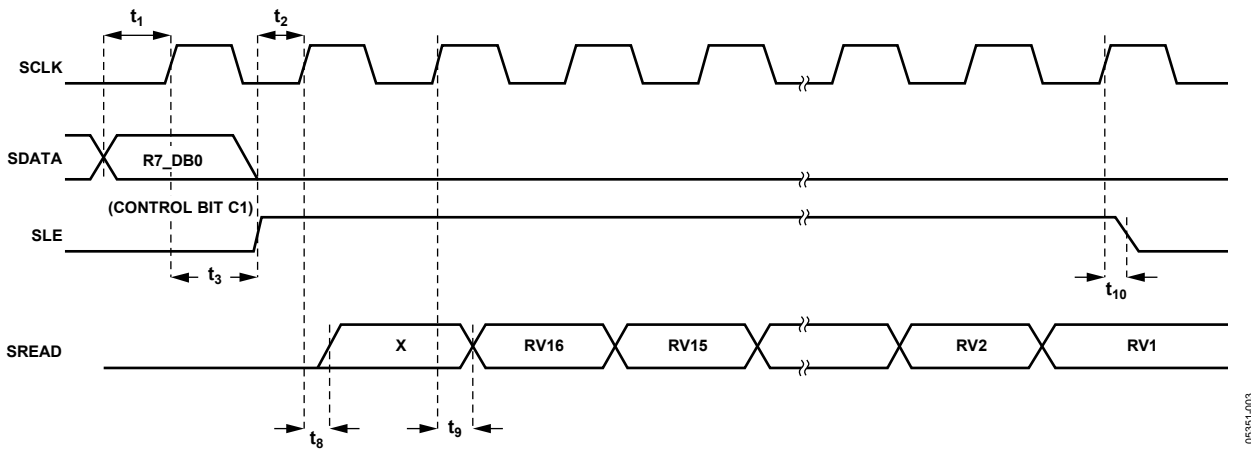 t1
t2
SCLK
SDATA
R7_DB0
(CONTROL BIT C1)
SLE
t3
t10
SREAD
X
RV16
RV15
RV2
RV1
t8
t9
05351-003